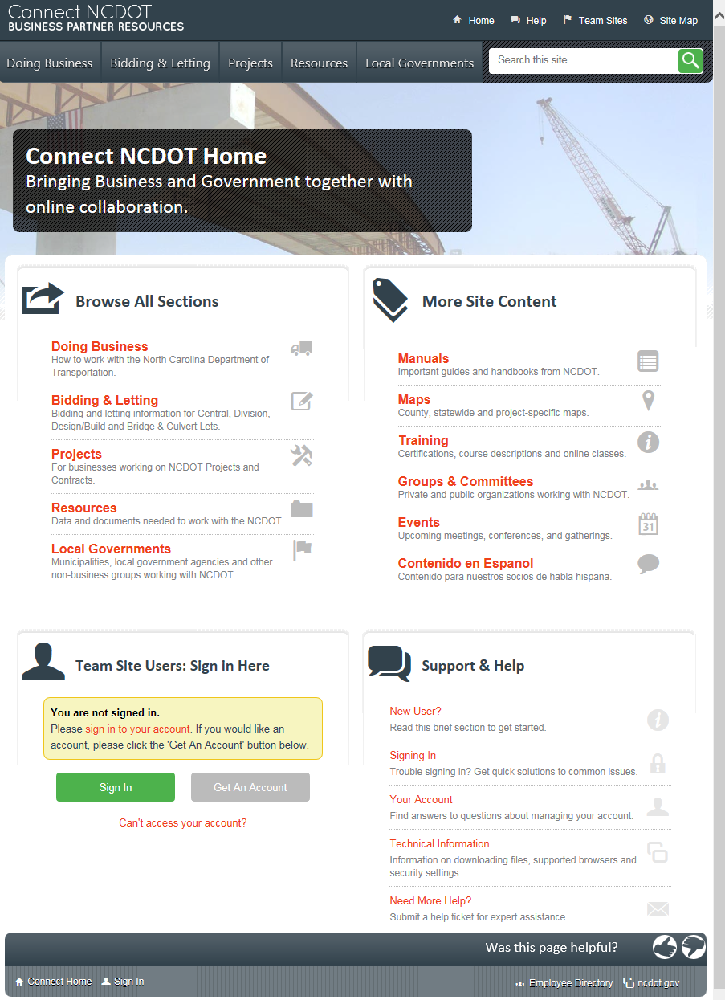 Connect NCDOT
BUSINESS PARTNER RESOURCES
Home
Help
Team Sites
Site Map
Doing Business
Bidding & Letting
Projects
Resources
Local Governments
Search this site
Connect NCDOT Home
Bringing Business and Government together with
online collaboration.
Browse All Sections
Doing Business
How to work with the North Carolina Department of
Transportation.
Bidding & Letting
Bidding and letting information for Central, Division,
Design/Build and Bridge & Culvert Lets.
Projects
For businesses working on NCDOT Projects and
Contracts.
Resources
Data and documents needed to work with the NCDOT.
Local Governments
Municipalities, local government agencies and other
non-business groups working with NCDOT.
More Site Content
Manuals
Important guides and handbooks from NCDOT.
Maps
County, statewide and project-specific maps.
Training
Certifications, course descriptions and online classes.
Groups & Committees
Private and public organizations working with NCDOT.
Events
Upcoming meetings, conferences, and gatherings.
31
Contenido en Espanol
Contenido para nuestros socios de habla hispana.
Team Site Users: Sign in Here
You are not signed in.
Please sign in to your account. If you would like an
account, please click the 'Get An Account' button below.
Sign In
Get An Account
Can't access your account?
Support & Help
New User?
Read this brief section to get started.
Signing In
Trouble signing in? Get quick solutions to common issues.
Your Account
Find answers to questions about managing your account.
Technical Information
Information on downloading files, supported browsers and
security settings.
Need More Help?
Submit a help ticket for expert assistance.
Was this page helpful?
Connect Home
Sign In
Employee Directory
ncdot.gov